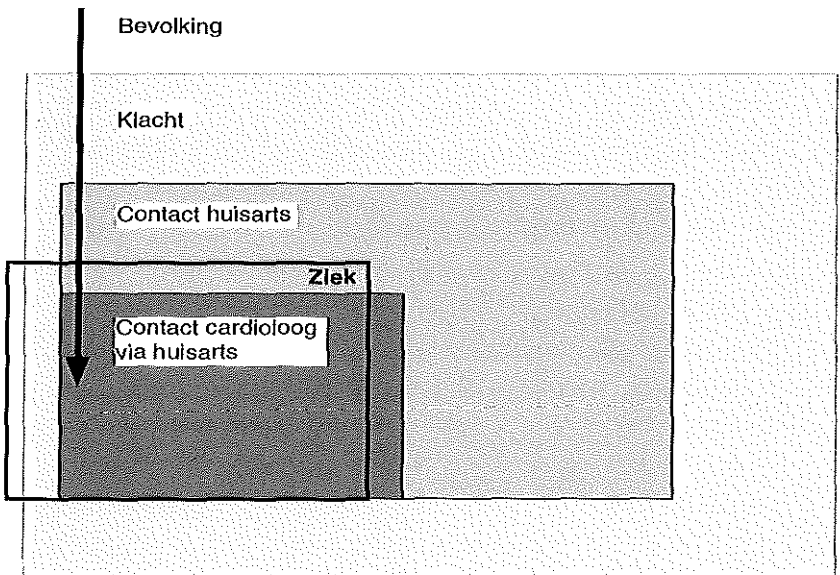 Bevolking
Klacht
Contact huisarts
Ziek
Contact cardioloog
via huisarts